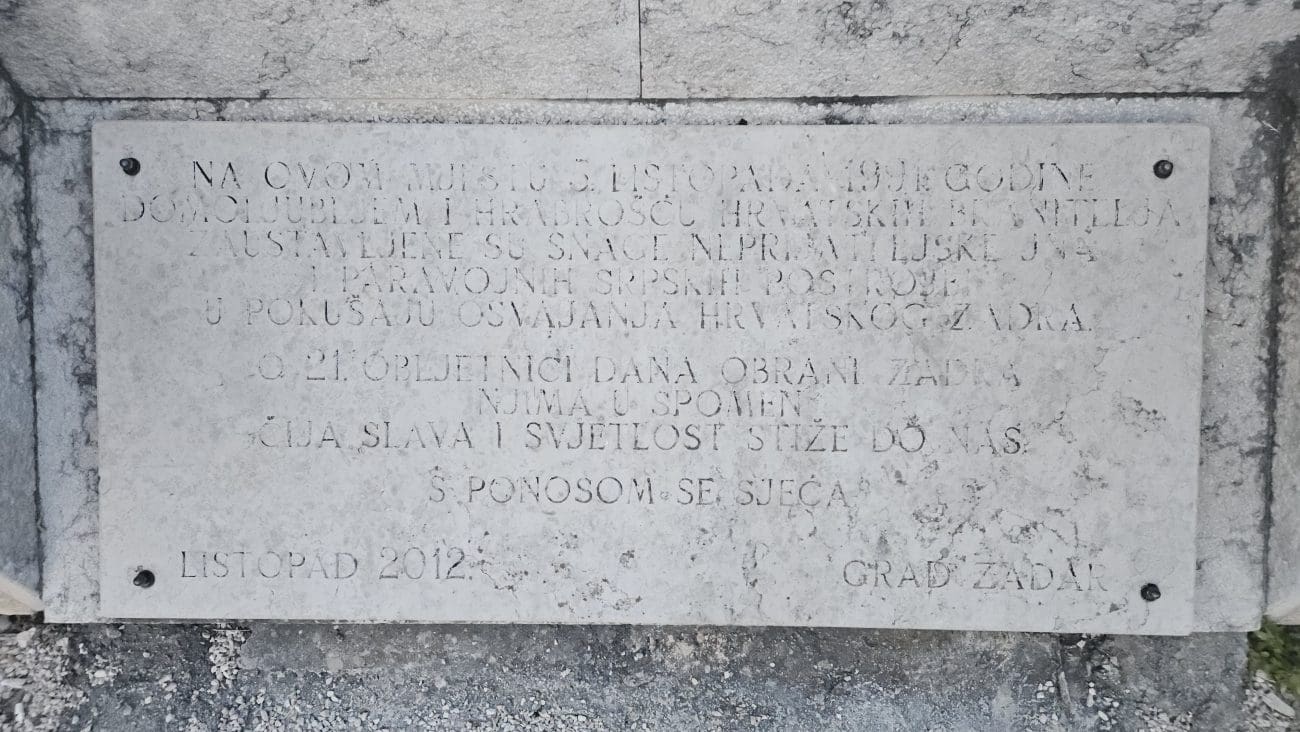 NA OVOM MJESTU 5. LISTOPADA 1991. GODINE
DOMOLJUBLJEM I HRABROŠĆU HRVATSKIH BRANITELJA
ZAUSTAVLJENE SU SNAGE NEPRIJATELJSKE JNA
I PARAVOJNIH SRPSKIH POSTROJBI
U POKUŠAJU OSVAJANJA HRVATSKOG ZADRA.
O 21. OBLJETNICI DANA OBRANE ZADRA
NJIMA U SPOMEN
ČIJA SLAVA I SVJETLOST STIŽE DO NAS
S PONOSOM SE SJEĆA
LISTOPAD 2012.
GRAD ZADAR